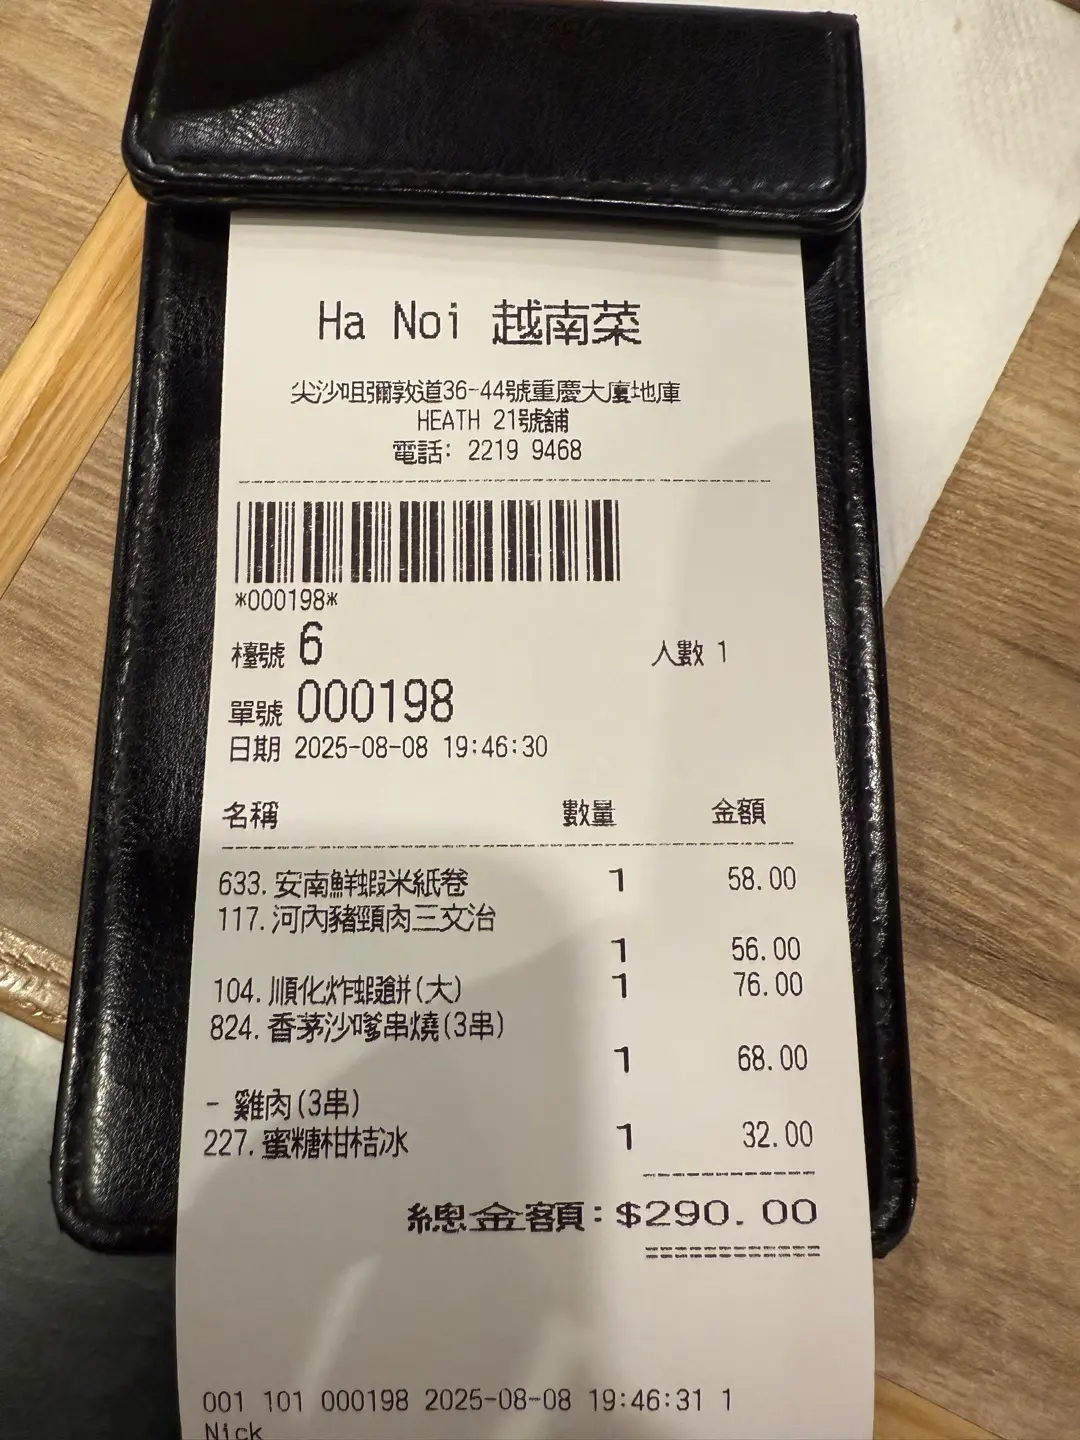 Ha Noi 越南菜
尖沙咀彌敦道36-44號重慶大廈地庫
HEATH 21號舖
電話: 2219 9468
*000198*
檯號 6 人數 1
單號 000198
日期 2025-08-08 19:46:30
名稱 數量 金額
633. 安南鮮蝦米紙卷 1 58.00
117. 河內豬頸肉三文治
1 56.00
104. 順化炸蝦餅(大) 1 76.00
824. 香茅沙嗲串燒(3串)
1 68.00
- 雞肉(3串)
227. 蜜糖柑桔冰 1 32.00
總金額: $290.00
001 101 000198 2025-08-08 19:46:31 1
Nick